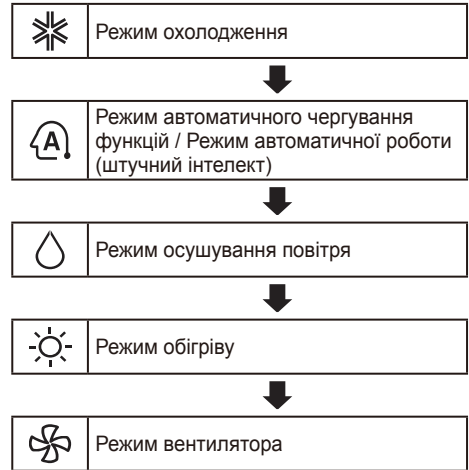 Режим охолодження
A
Режим автоматичного чергування
функцій / Режим автоматичної роботи
(штучний інтелект)
Режим осушування повітря
Режим обігріву
Режим вентилятора